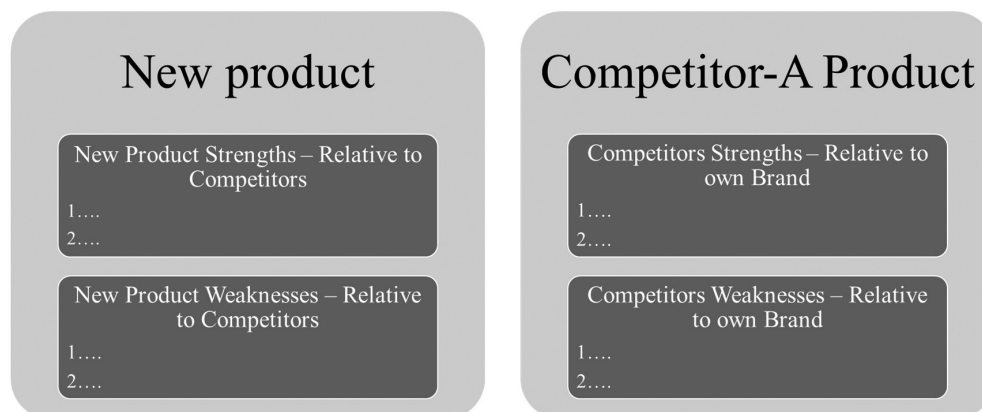 New product
New Product Strengths – Relative to
Competitors
1….
2….
New Product Weaknesses – Relative
to Competitors
1….
2….
Competitor-A Product
Competitors Strengths – Relative to
own Brand
1….
2….
Competitors Weaknesses – Relative
to own Brand
1….
2….